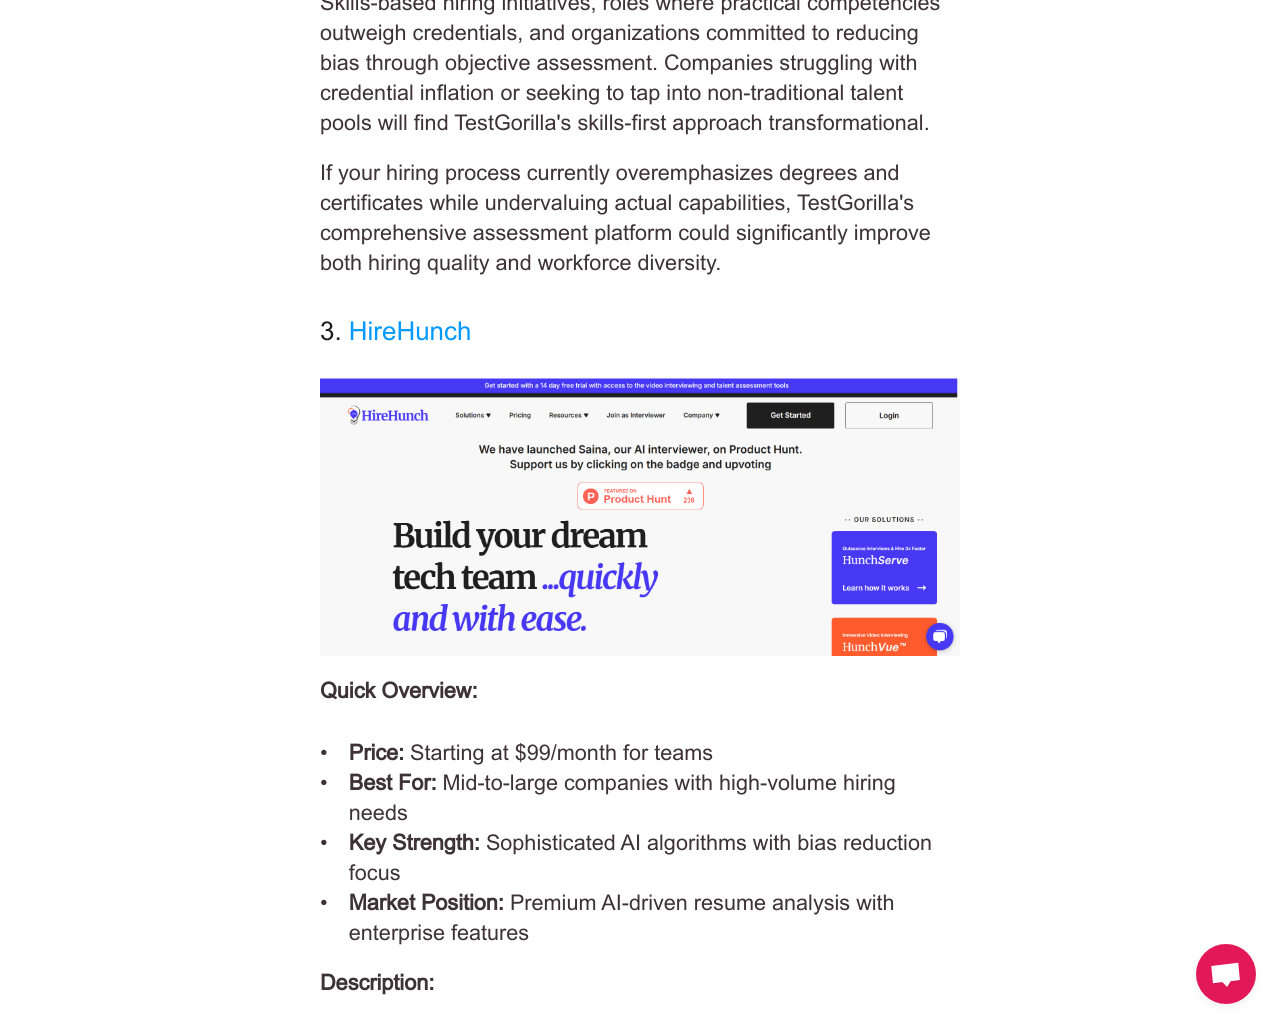 Skills-based hiring initiatives, roles where practical competencies
outweigh credentials, and organizations committed to reducing
bias through objective assessment. Companies struggling with
credential inflation or seeking to tap into non-traditional talent
pools will find TestGorilla's skills-first approach transformational.
If your hiring process currently overemphasizes degrees and
certificates while undervaluing actual capabilities, TestGorilla's
comprehensive assessment platform could significantly improve
both hiring quality and workforce diversity.
3. HireHunch
Get started with a 14 day free trial with access to the video interviewing and talent assessment tools
HireHunch Solutions ▼ Pricing Resources ▼ Join as Interviewer Company ▼ Get Started Login
We have launched Saina, our AI interviewer, on Product Hunt.
Support us by clicking on the badge and upvoting
P FEATURED ON Product Hunt ▲ 236
Build your dream
tech team ...quickly
and with ease.
-- OUR SOLUTIONS --
Outsource Interviews & Hire 3x Faster
HunchServe
Learn how it works →
Immersive Video Interviewing
HunchVue™
Quick Overview:
• Price: Starting at $99/month for teams
• Best For: Mid-to-large companies with high-volume hiring
needs
• Key Strength: Sophisticated AI algorithms with bias reduction
focus
• Market Position: Premium AI-driven resume analysis with
enterprise features
Description: